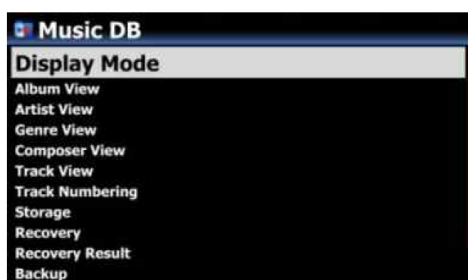 Music DB
Display Mode
Album View
Artist View
Genre View
Composer View
Track View
Track Numbering
Storage
Recovery
Recovery Result
Backup